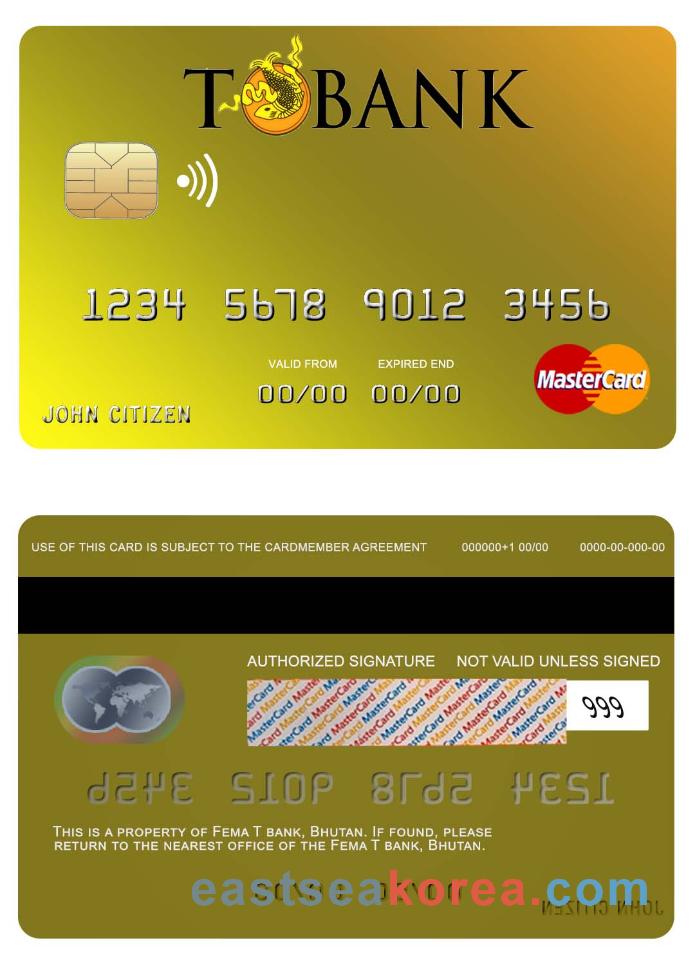 T BANK
1234 5678 9012 3456
VALID FROM EXPIRED END
00/00 00/00
MasterCard
JOHN CITIZEN
USE OF THIS CARD IS SUBJECT TO THE CARDMEMBER AGREEMENT 000000+1 00/00 0000-00-000-00
AUTHORIZED SIGNATURE NOT VALID UNLESS SIGNED
MasterCard MasterCard MasterCard
999
THIS IS A PROPERTY OF FEMA T BANK, BHUTAN. IF FOUND, PLEASE
RETURN TO THE NEAREST OFFICE OF THE FEMA T BANK, BHUTAN.
eastseakorea.com